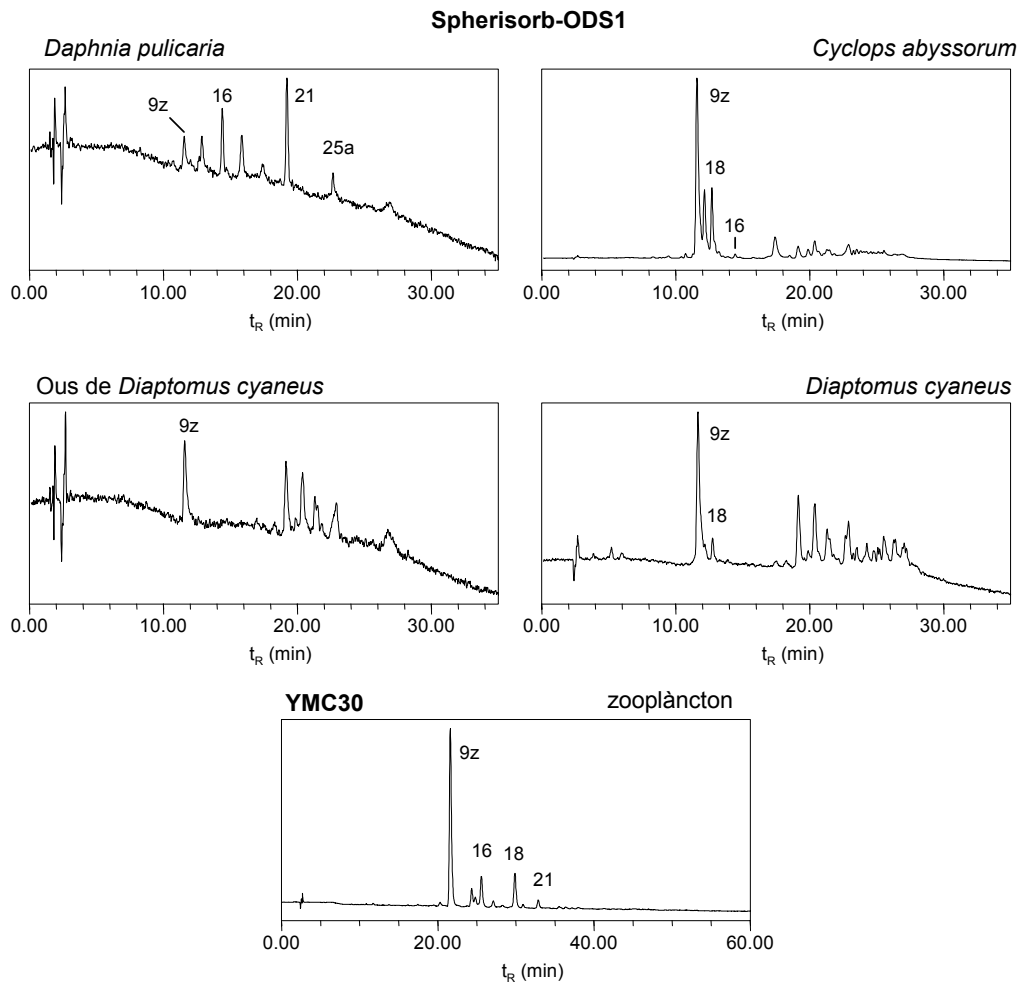 Spherisorb-ODS1
Daphnia pulicaria
Cyclops abyssorum
9z
16
21
25a
0.00 10.00 20.00 30.00
tR (min)
9z
18
16
0.00 10.00 20.00 30.00
tR (min)
Ous de Diaptomus cyaneus
Diaptomus cyaneus
9z
0.00 10.00 20.00 30.00
tR (min)
9z
18
0.00 10.00 20.00 30.00
tR (min)
YMC30
zooplàncton
9z
16
18
21
0.00 20.00 40.00 60.00
tR (min)